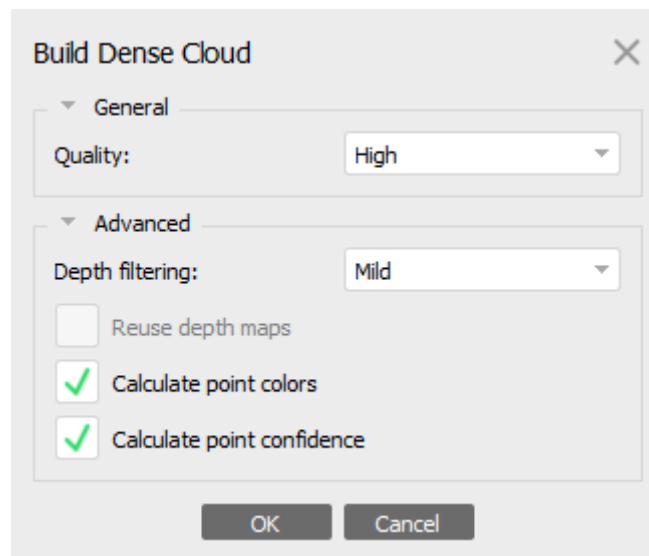 Build Dense Cloud
General
Quality: High
Advanced
Depth filtering: Mild
Reuse depth maps
Calculate point colors
Calculate point confidence
OK Cancel